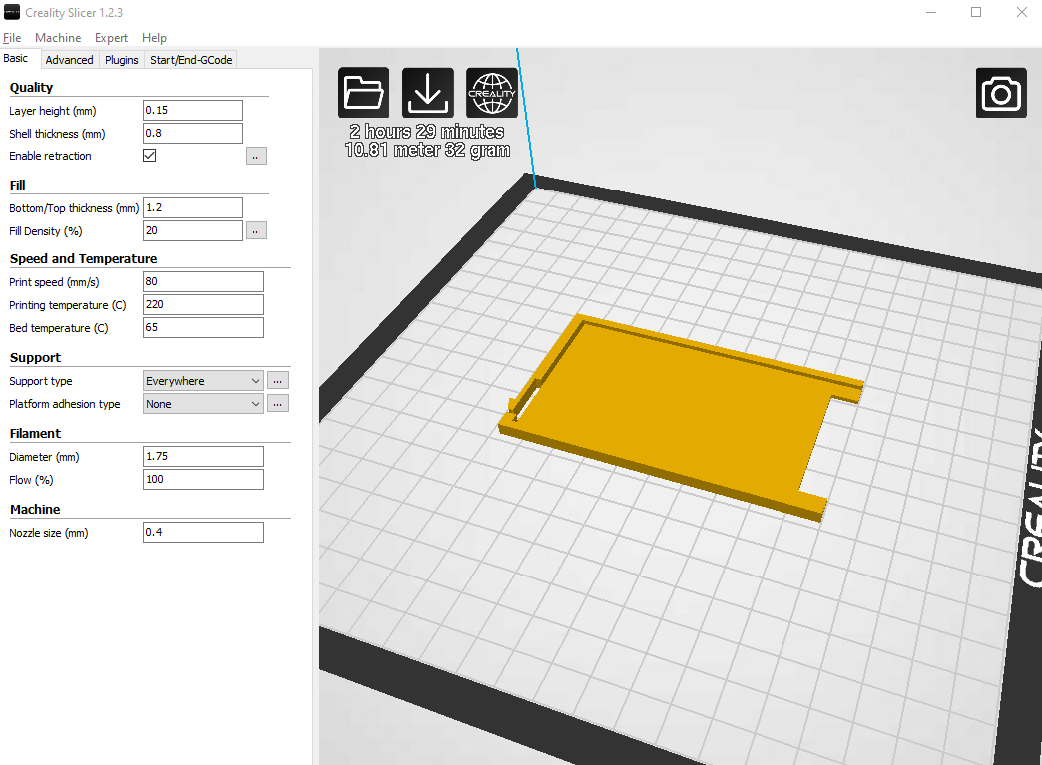 Creality Slicer 1.2.3
File Machine Expert Help
Basic Advanced Plugins Start/End-GCode
Quality
Layer height (mm) 0.15
Shell thickness (mm) 0.8
Enable retraction ..
Fill
Bottom/Top thickness (mm) 1.2
Fill Density (%) 20 ..
Speed and Temperature
Print speed (mm/s) 80
Printing temperature (C) 220
Bed temperature (C) 65
Support
Support type Everywhere ...
Platform adhesion type None ...
Filament
Diameter (mm) 1.75
Flow (%) 100
Machine
Nozzle size (mm) 0.4
CREALITY
2 hours 29 minutes
10.81 meter 32 gram
CREALITY